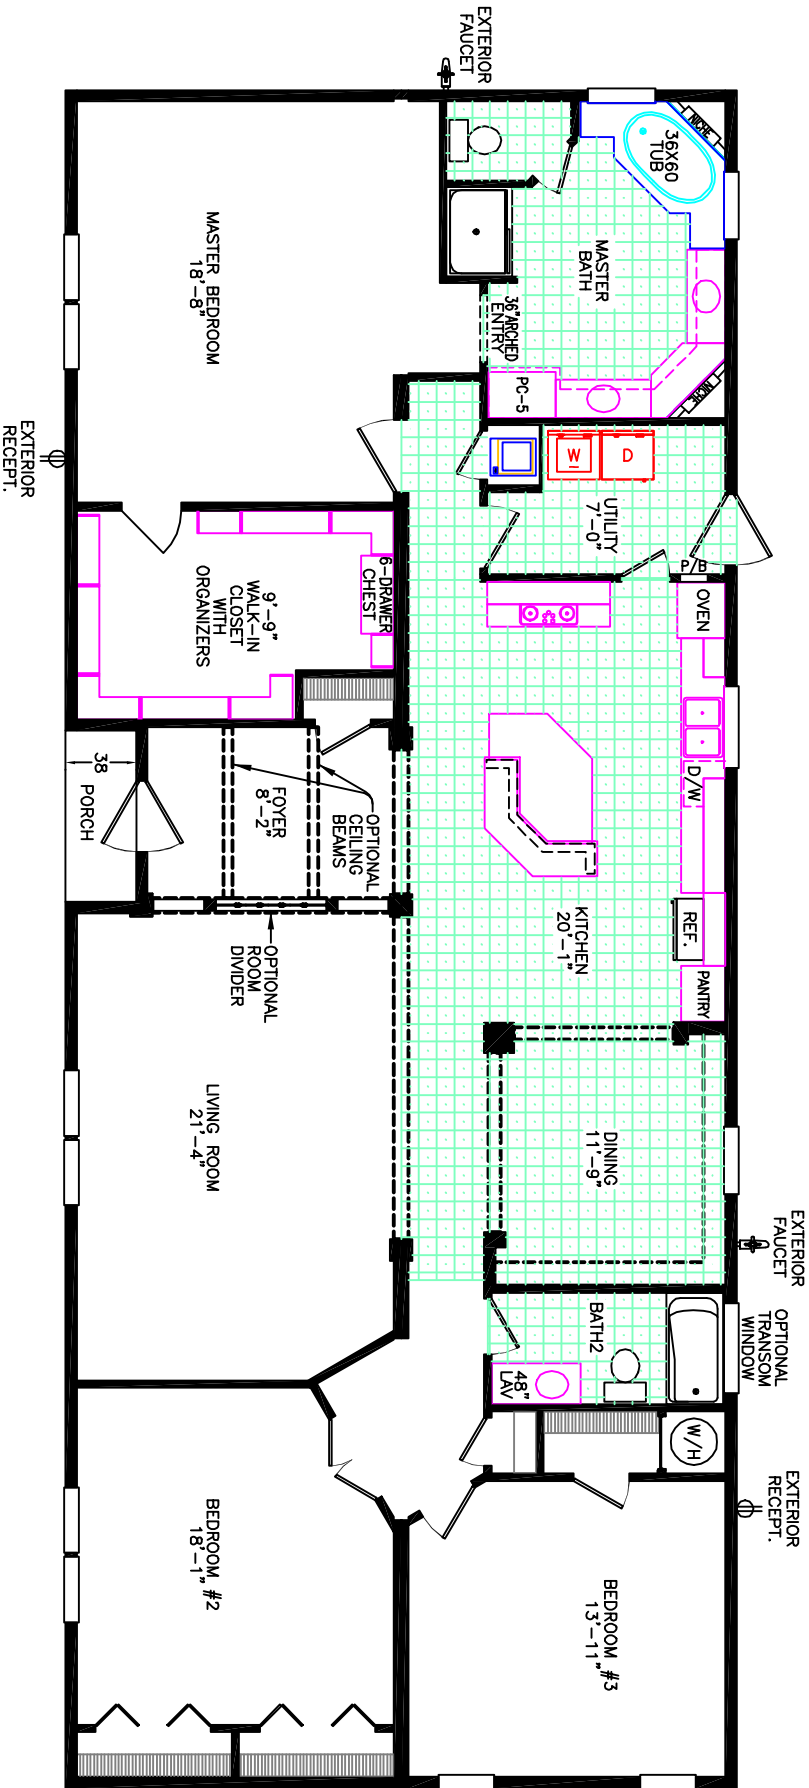 EXTERIOR
FAUCET
NICHE
36X60
TUB
MASTER
BATH
36" ARCHED
ENTRY
PC-5
NICHE
MASTER BEDROOM
18'-8"
EXTERIOR
RECEPT.
W
D
UTILITY
7'-0"
P/B
OVEN
6-DRAWER
CHEST
9'-9"
WALK-IN
CLOSET
WITH
ORGANIZERS
D/W
38
PORCH
FOYER
8'-2"
OPTIONAL
CEILING
BEAMS
KITCHEN
20'-1"
REF.
PANTRY
OPTIONAL
ROOM
DIVIDER
LIVING ROOM
21'-4"
DINING
11'-9"
EXTERIOR
FAUCET
OPTIONAL
TRANSOM
WINDOW
BATH2
48"
LAV
W/H
EXTERIOR
RECEPT.
BEDROOM #2
18'-1"
BEDROOM #3
13'-11"